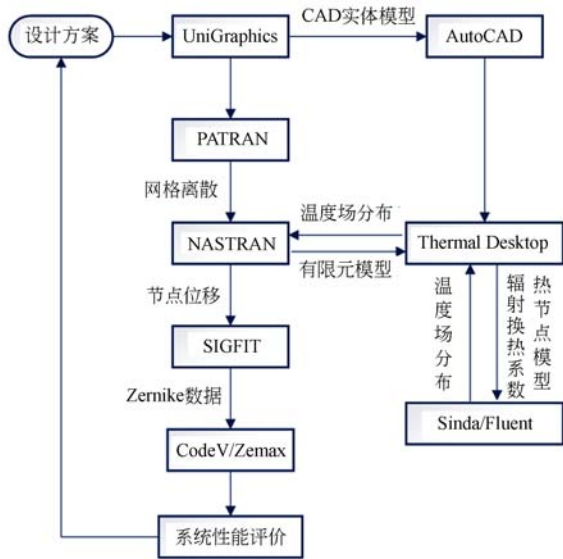 设计方案
UniGraphics
CAD实体模型
AutoCAD
PATRAN
网格离散
NASTRAN
温度场分布
有限元模型
Thermal Desktop
节点位移
SIGFIT
温度场分布
辐射换热系数
热节点模型
Zernike数据
Sinda/Fluent
CodeV/Zemax
系统性能评价